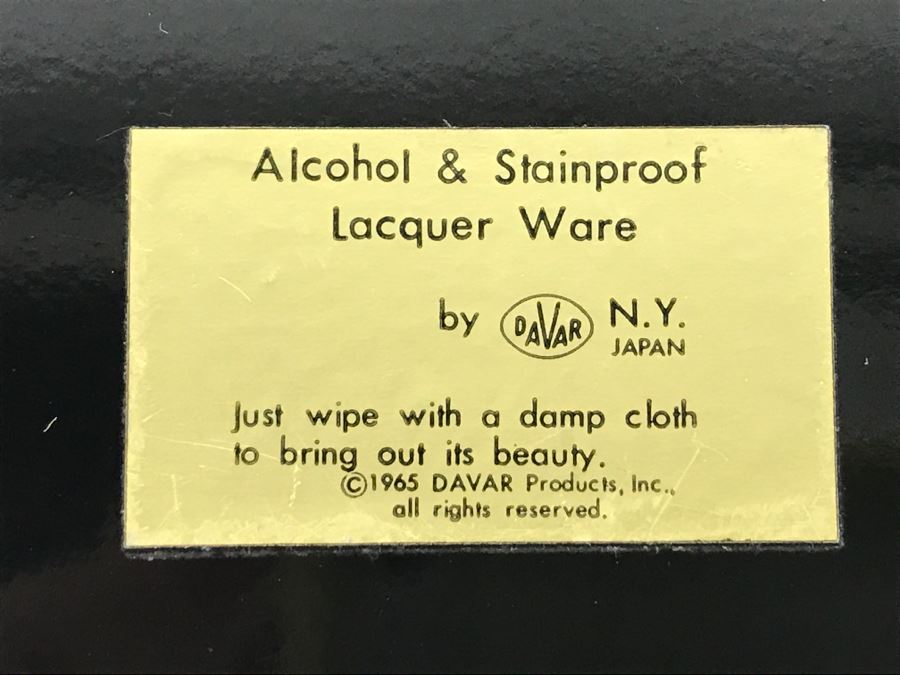 Alcohol & Stainproof
Lacquer Ware
by DAVAR N.Y.
JAPAN
Just wipe with a damp cloth
to bring out its beauty.
©1965 DAVAR Products, Inc.,
all rights reserved.